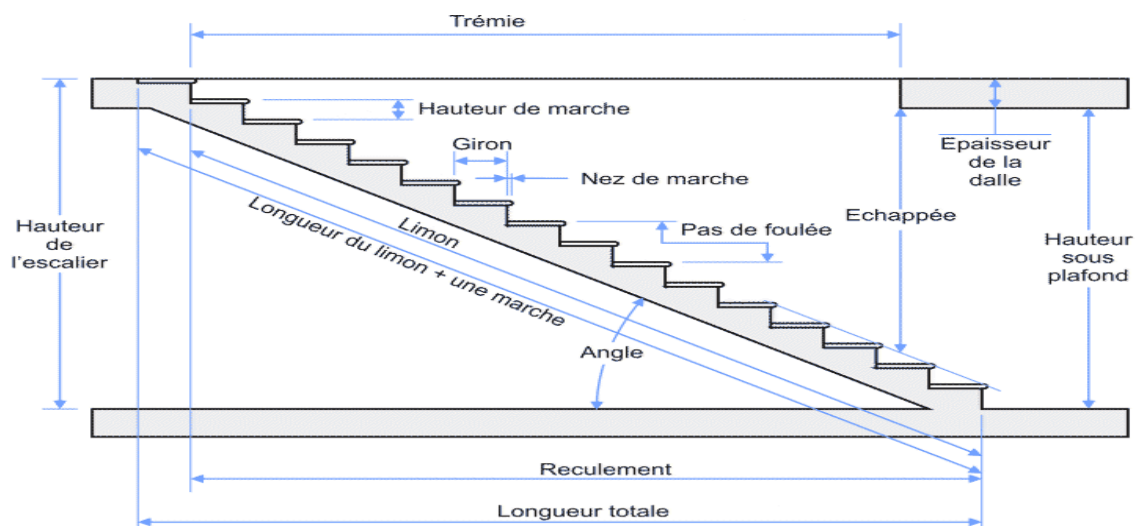 Trémie
Hauteur de marche
Giron
Nez de marche
Epaisseur
de la
dalle
Hauteur
de
l'escalier
Limon
Longueur du limon + une marche
Pas de foulée
Echappée
Hauteur
sous
plafond
Angle
Reculement
Longueur totale